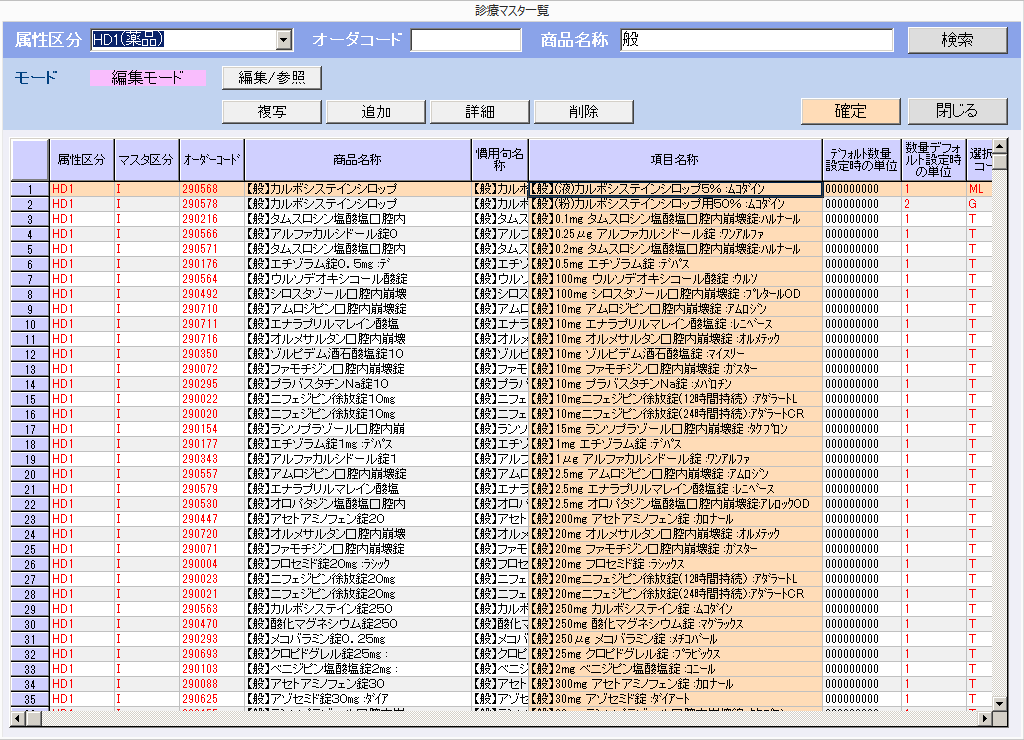 診療マスター覧
属性区分 HD1(薬品) オーダコード 商品名称 般 検索
モード 編集モード 編集/参照
複写 追加 詳細 削除 確定 閉じる
属性区分 マスタ区分 オーダーコード 商品名称 慣用句名称 項目名称 デフォルト数量設定時の単位 数量デフォルト設定時の単位 選択コー
1 HD1 I 290568 【般】カルボシステインシロップ 【般】カルボ 【般】(液)カルボシステインシロップ5% :ムコダイン 000000000 1 ML
2 HD1 I 290578 【般】カルボシステインシロップ 【般】カルボ 【般】(粉)カルボシステインシロップ用50% :ムコダイン 000000000 2 G
3 HD1 I 290216 【般】タムスロシン塩酸塩口腔内 【般】タムス 【般】0.1mg タムスロシン塩酸塩口腔内崩壊錠:ハルナール 000000000 1 T
4 HD1 I 290566 【般】アルファカルシドール錠0 【般】アルフ 【般】0.25μg アルファカルシドール錠 :ワンアルファ 000000000 1 T
5 HD1 I 290571 【般】タムスロシン塩酸塩口腔内 【般】タムス 【般】0.2mg タムスロシン塩酸塩口腔内崩壊錠:ハルナール 000000000 1 T
6 HD1 I 290176 【般】エチゾラム錠0.5mg :デ 【般】エチゾ 【般】0.5mg エチゾラム錠 :デパス 000000000 1 T
7 HD1 I 290564 【般】ウルソデオキシコール酸錠 【般】ウルソ 【般】100mg ウルソデオキシコール酸錠 :ウルソ 000000000 1 T
8 HD1 I 290492 【般】シロスタゾール口腔内崩壊 【般】シロス 【般】100mg シロスタゾール口腔内崩壊錠 :プレタールOD 000000000 1 T
9 HD1 I 290710 【般】アムロジピン口腔内崩壊錠 【般】アムロ 【般】10mg アムロジピン口腔内崩壊錠 :アムロジン 000000000 1 T
10 HD1 I 290711 【般】エナラプリルマレイン酸塩 【般】エナラ 【般】10mg エナラプリルマレイン酸塩錠 :レニベース 000000000 1 T
11 HD1 I 290716 【般】オルメサルタン口腔内崩壊 【般】オルメ 【般】10mg オルメサルタン口腔内崩壊錠 :オルメテック 000000000 1 T
12 HD1 I 290350 【般】ゾルピデム酒石酸塩錠10 【般】ゾルピ 【般】10mg ゾルピデム酒石酸塩錠 :マイスリー 000000000 1 T
13 HD1 I 290072 【般】ファモチジン口腔内崩壊錠 【般】ファモ 【般】10mg ファモチジン口腔内崩壊錠 :ガスター 000000000 1 T
14 HD1 I 290295 【般】プラバスタチンNa錠10 【般】プラバ 【般】10mg プラバスタチンNa錠 :メバロチン 000000000 1 T
15 HD1 I 290022 【般】ニフェジピン徐放錠10mg 【般】ニフェ 【般】10mgニフェジピン徐放錠(12時間持続) :アダラートL 000000000 1 T
16 HD1 I 290020 【般】ニフェジピン徐放錠10mg 【般】ニフェ 【般】10mgニフェジピン徐放錠(24時間持続) :アダラートCR 000000000 1 T
17 HD1 I 290154 【般】ランソプラゾール口腔内崩 【般】ランソ 【般】15mg ランソプラゾール口腔内崩壊錠 :タケプロン 000000000 1 T
18 HD1 I 290177 【般】エチゾラム錠1mg :デパス 【般】エチゾ 【般】1mg エチゾラム錠 :デパス 000000000 1 T
19 HD1 I 290343 【般】アルファカルシドール錠1 【般】アルフ 【般】1μg アルファカルシドール錠 :ワンアルファ 000000000 1 T
20 HD1 I 290557 【般】アムロジピン口腔内崩壊錠 【般】アムロ 【般】2.5mg アムロジピン口腔内崩壊錠 :アムロジン 000000000 1 T
21 HD1 I 290579 【般】エナラプリルマレイン酸塩 【般】エナラ 【般】2.5mg エナラプリルマレイン酸塩錠 :レニベース 000000000 1 T
22 HD1 I 290530 【般】オロパタジン塩酸塩口腔内 【般】オロパ 【般】2.5mg オロパタジン塩酸塩口腔内崩壊錠:アレロックOD 000000000 1 T
23 HD1 I 290447 【般】アセトアミノフェン錠20 【般】アセト 【般】200mg アセトアミノフェン錠 :カロナール 000000000 1 T
24 HD1 I 290720 【般】オルメサルタン口腔内崩壊 【般】オルメ 【般】20mg オルメサルタン口腔内崩壊錠 :オルメテック 000000000 1 T
25 HD1 I 290071 【般】ファモチジン口腔内崩壊錠 【般】ファモ 【般】20mg ファモチジン口腔内崩壊錠 :ガスター 000000000 1 T
26 HD1 I 290004 【般】フロセミド錠20mg :ラシック 【般】フロセ 【般】20mg フロセミド錠 :ラシックス 000000000 1 T
27 HD1 I 290023 【般】ニフェジピン徐放錠20mg 【般】ニフェ 【般】20mgニフェジピン徐放錠(12時間持続) :アダラートL 000000000 1 T
28 HD1 I 290021 【般】ニフェジピン徐放錠20mg 【般】ニフェ 【般】20mgニフェジピン徐放錠(24時間持続) :アダラートCR 000000000 1 T
29 HD1 I 290563 【般】カルボシステイン錠250 【般】カルボ 【般】250mg カルボシステイン錠 :ムコダイン 000000000 1 T
30 HD1 I 290470 【般】酸化マグネシウム錠250 【般】酸化マ 【般】250mg 酸化マグネシウム錠 :マグラックス 000000000 1 T
31 HD1 I 290293 【般】メコバラミン錠0.25mg 【般】メコバ 【般】250μg メコバラミン錠 :メチコバール 000000000 1 T
32 HD1 I 290693 【般】クロピドグレル錠25mg : 【般】クロピ 【般】25mg クロピドグレル錠 :プラビックス 000000000 1 T
33 HD1 I 290103 【般】ベニジピン塩酸塩錠2mg : 【般】ベニジ 【般】2mg ベニジピン塩酸塩錠 :コニール 000000000 1 T
34 HD1 I 290088 【般】アセトアミノフェン錠30 【般】アセト 【般】300mg アセトアミノフェン錠 :カロナール 000000000 1 T
35 HD1 I 290625 【般】アゾセミド錠30mg :ダイア 【般】アゾセ 【般】30mg アゾセミド錠 :ダイアート 000000000 1 T